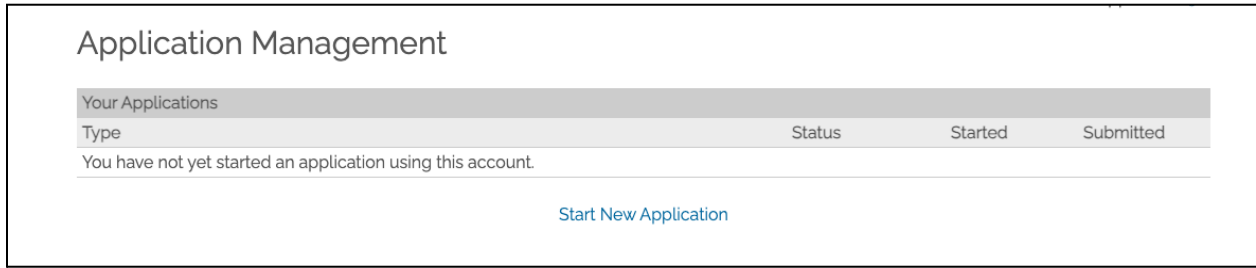 Application Management
Your Applications
Type Status Started Submitted
You have not yet started an application using this account.
Start New Application